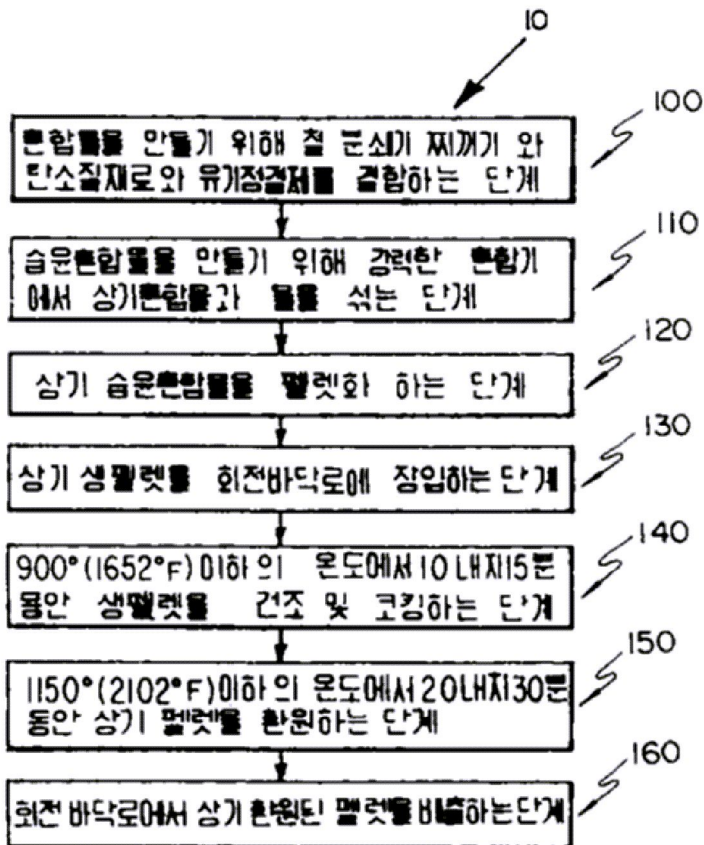 10
혼합물을 만들기 위해 철 분쇄기 찌꺼기 와
탄소질재로와 유기점결제를 결합하는 단계
100
습윤혼합물을 만들기 위해 강력한 혼합기
에서 상기혼합물과 물을 섞는 단계
110
상기 습윤혼합물을 펠렛화 하는 단계
120
상기 생펠렛을 회전바닥로에 장입하는 단계
130
900°(1652°F)이하의 온도에서 10내지15분
동안 생펠렛을 건조 및 코킹하는 단계
140
1150°(2102°F)이하의 온도에서 20내지30분
동안 상기 펠렛을 환원하는 단계
150
회전 바닥로에서 상기 환원된 펠렛을 배출하는단계
160